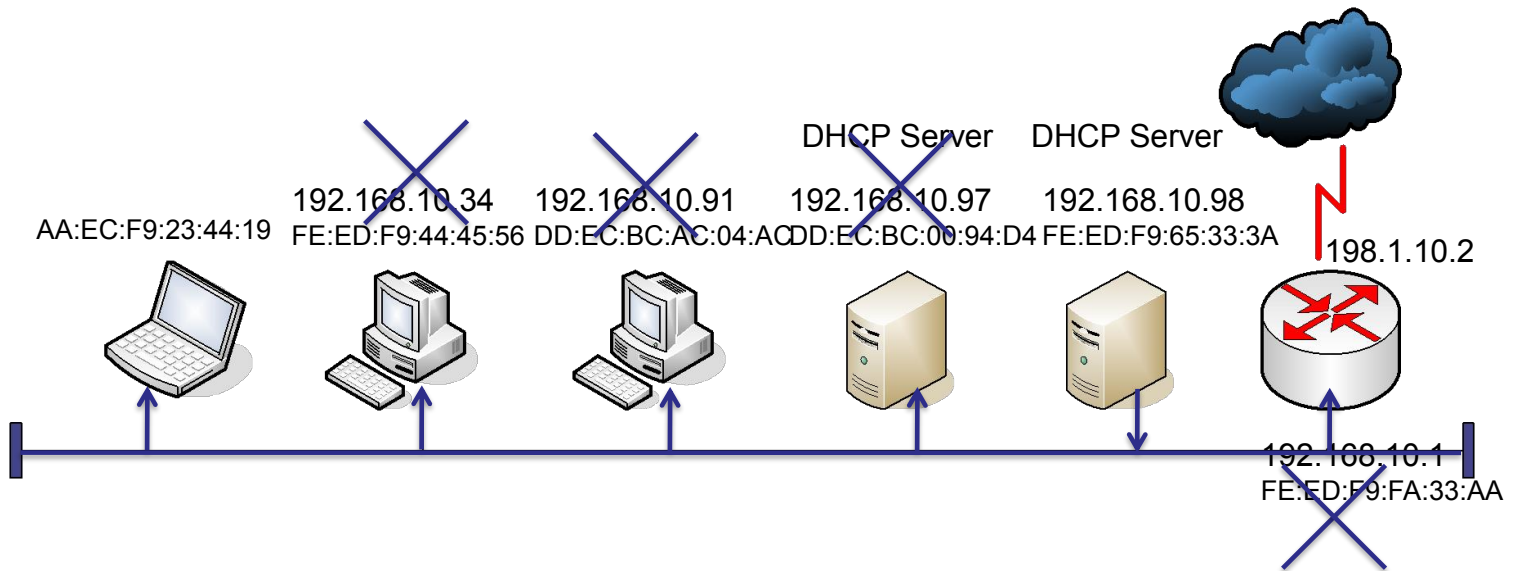 DHCP Server
DHCP Server
192.168.10.34
192.168.10.91
192.168.10.97
192.168.10.98
AA:EC:F9:23:44:19
FE:ED:F9:44:45:56
DD:EC:BC:AC:04:AC
DD:EC:BC:00:94:D4
FE:ED:F9:65:33:3A
198.1.10.2
192.168.10.1
FE:ED:F9:FA:33:AA